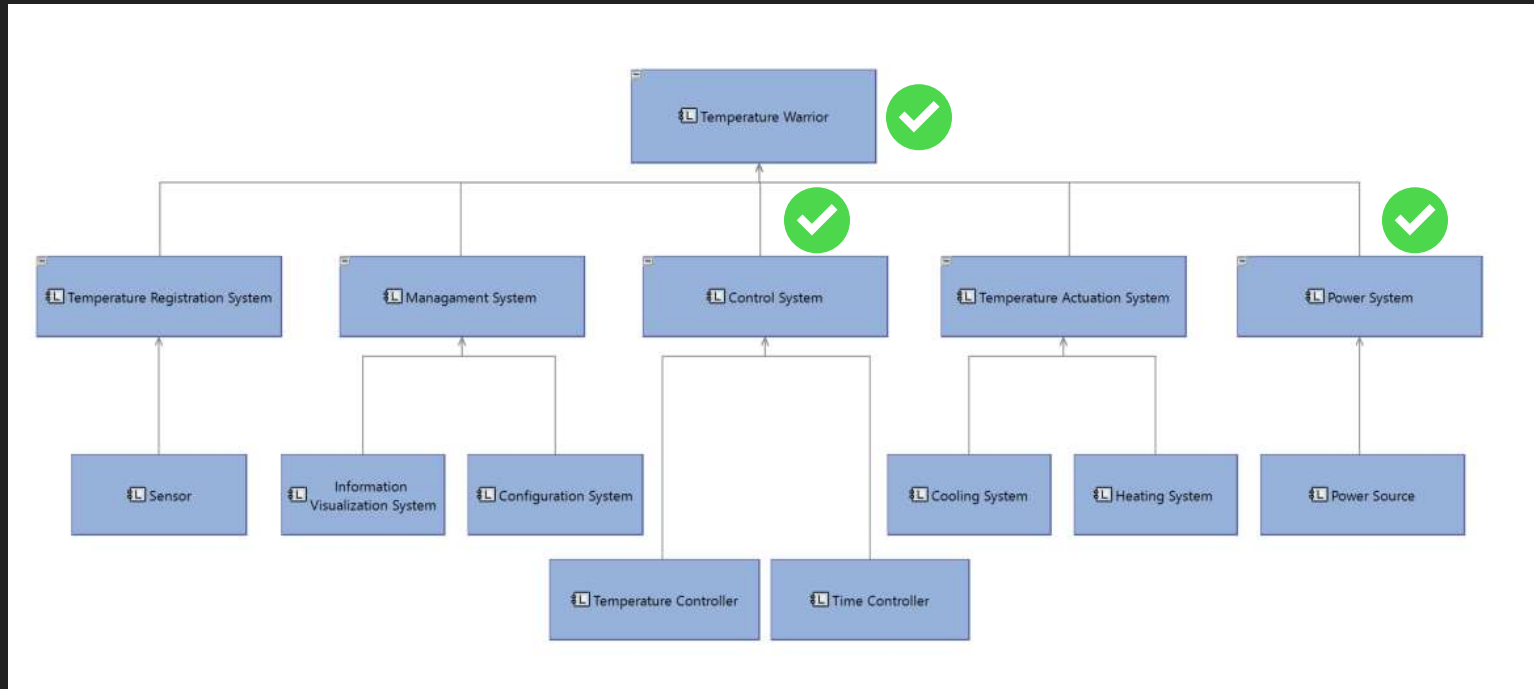 Temperature Warrior
Temperature Registration System
Managament System
Control System
Temperature Actuation System
Power System
Sensor
Information
Visualization System
Configuration System
Cooling System
Heating System
Power Source
Temperature Controller
Time Controller